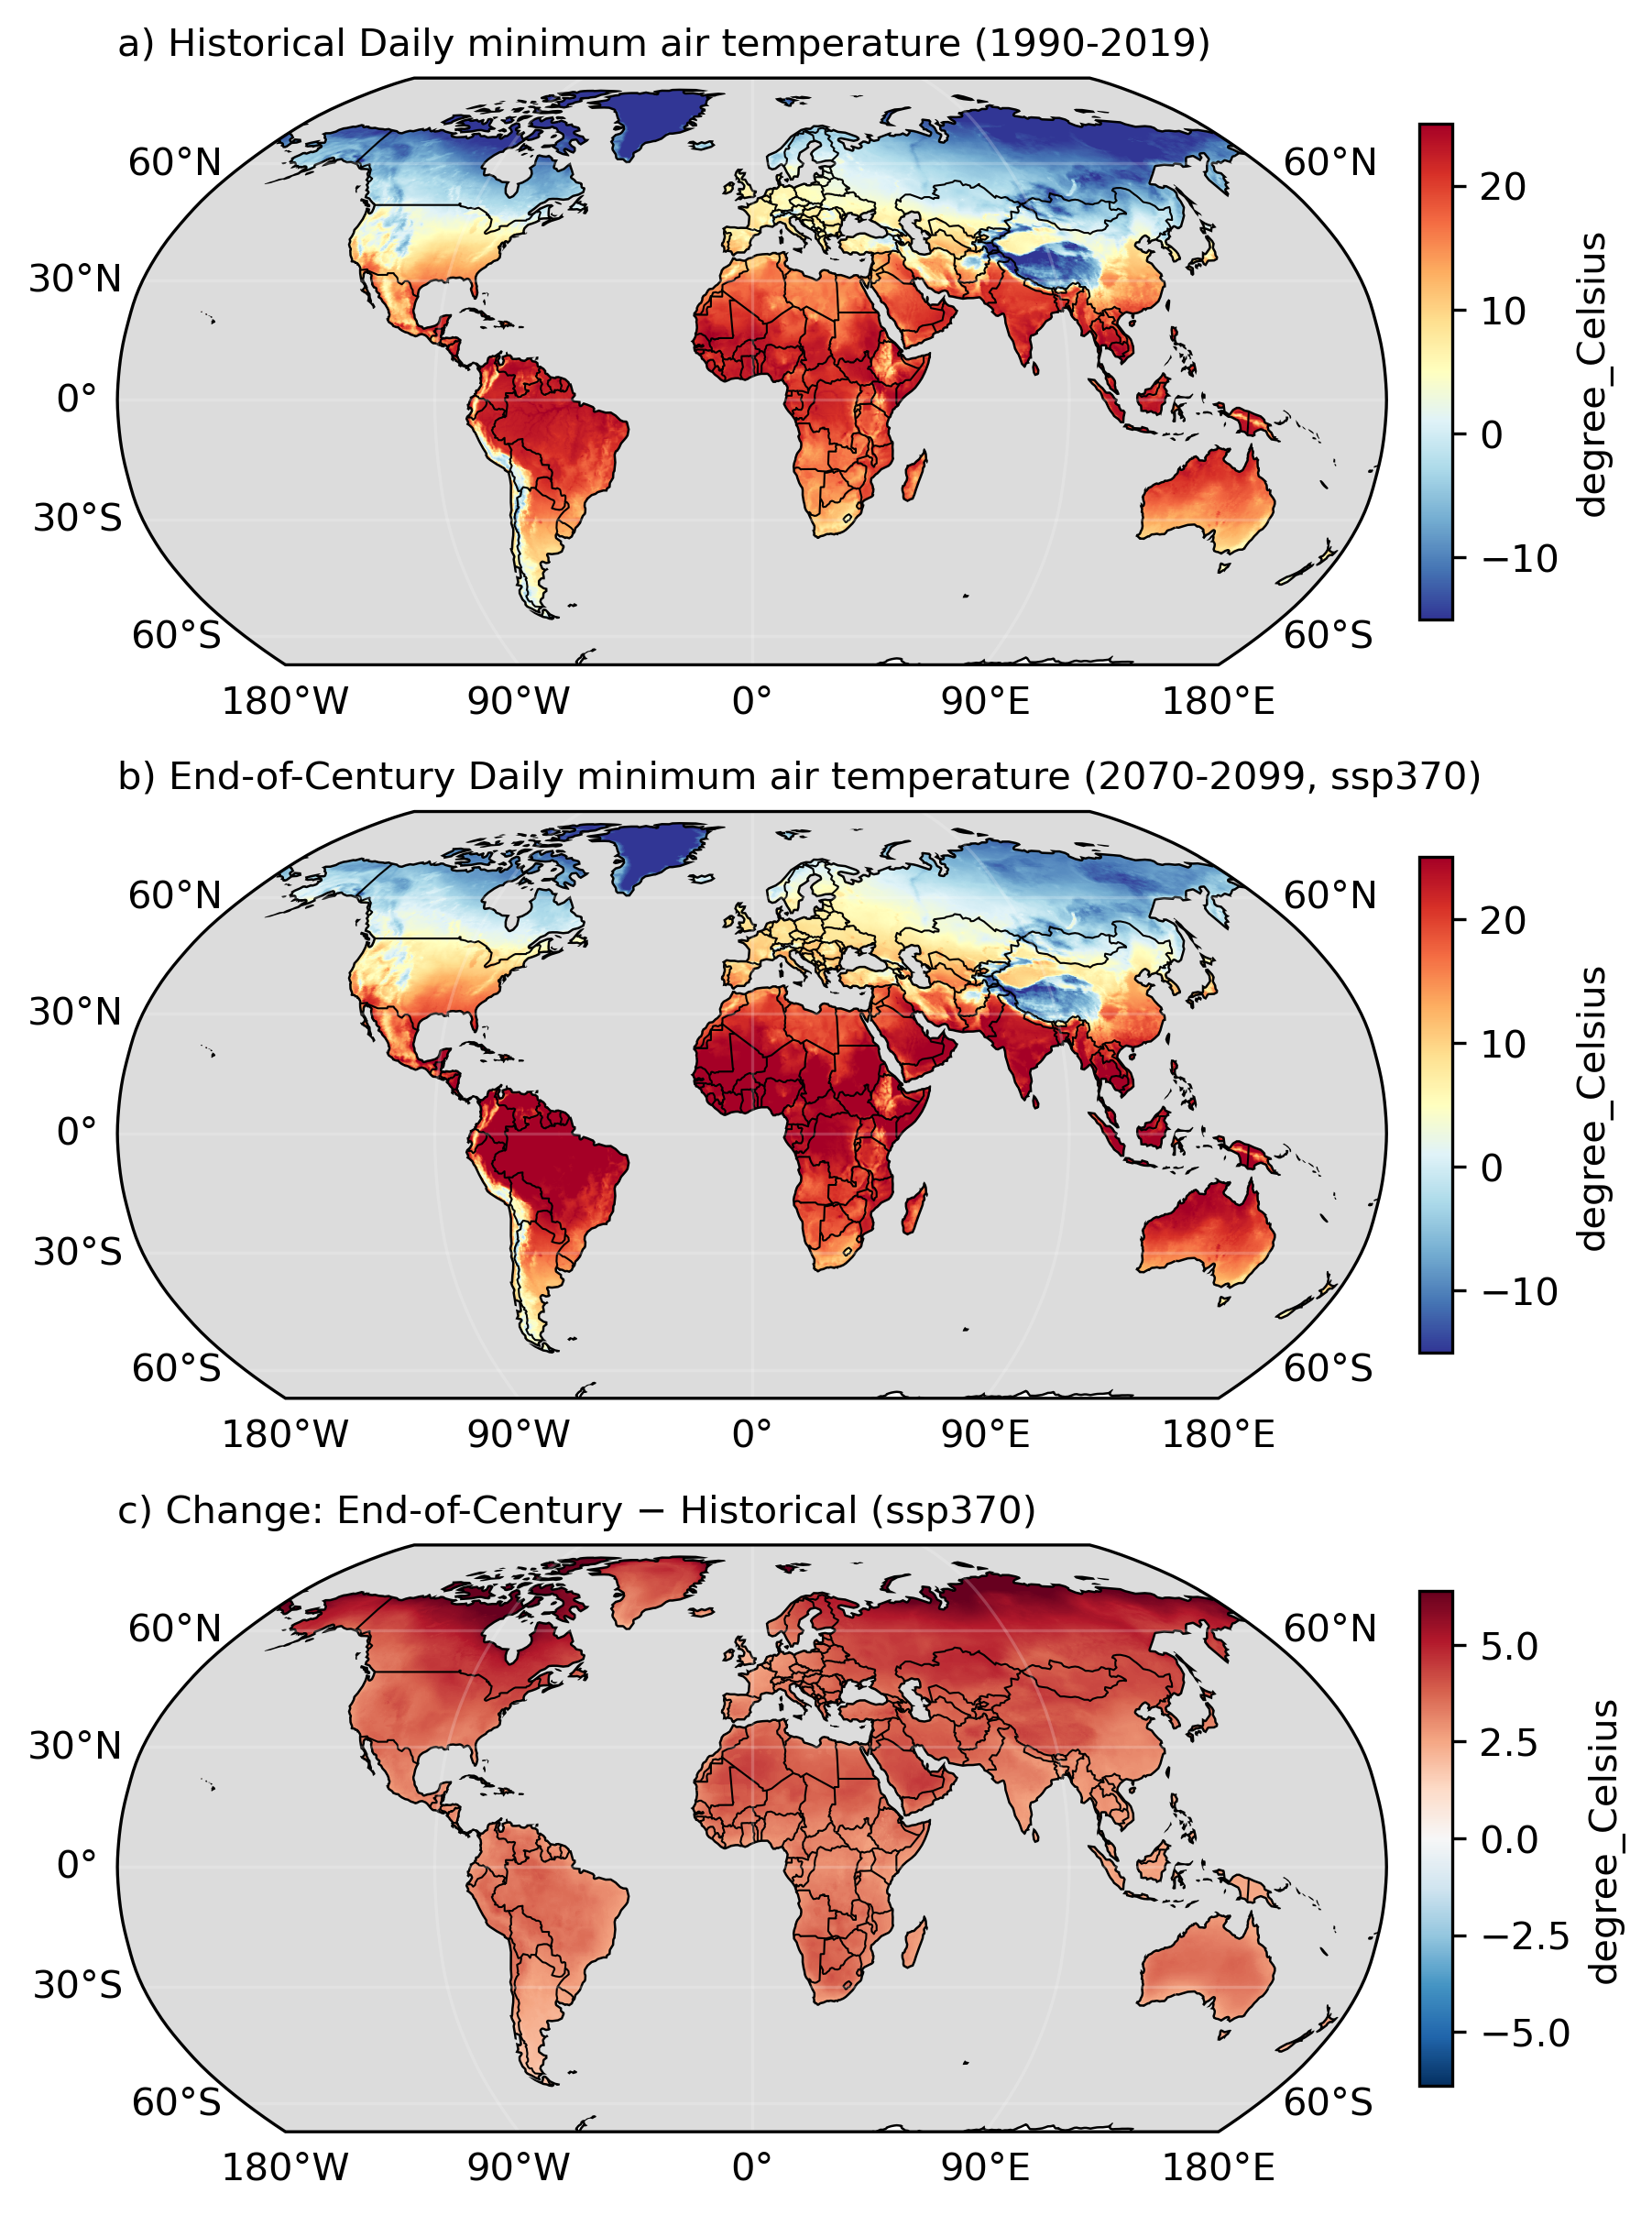 a) Historical Daily minimum air temperature (1990-2019)
60°N 60°N
30°N
0°
30°S
60°S 60°S
180°W 90°W 0° 90°E 180°E
20
10
0
−10
degree_Celsius
b) End-of-Century Daily minimum air temperature (2070-2099, ssp370)
60°N 60°N
30°N
0°
30°S
60°S 60°S
180°W 90°W 0° 90°E 180°E
20
10
0
−10
degree_Celsius
c) Change: End-of-Century − Historical (ssp370)
60°N 60°N
30°N
0°
30°S
60°S 60°S
180°W 90°W 0° 90°E 180°E
5.0
2.5
0.0
−2.5
−5.0
degree_Celsius